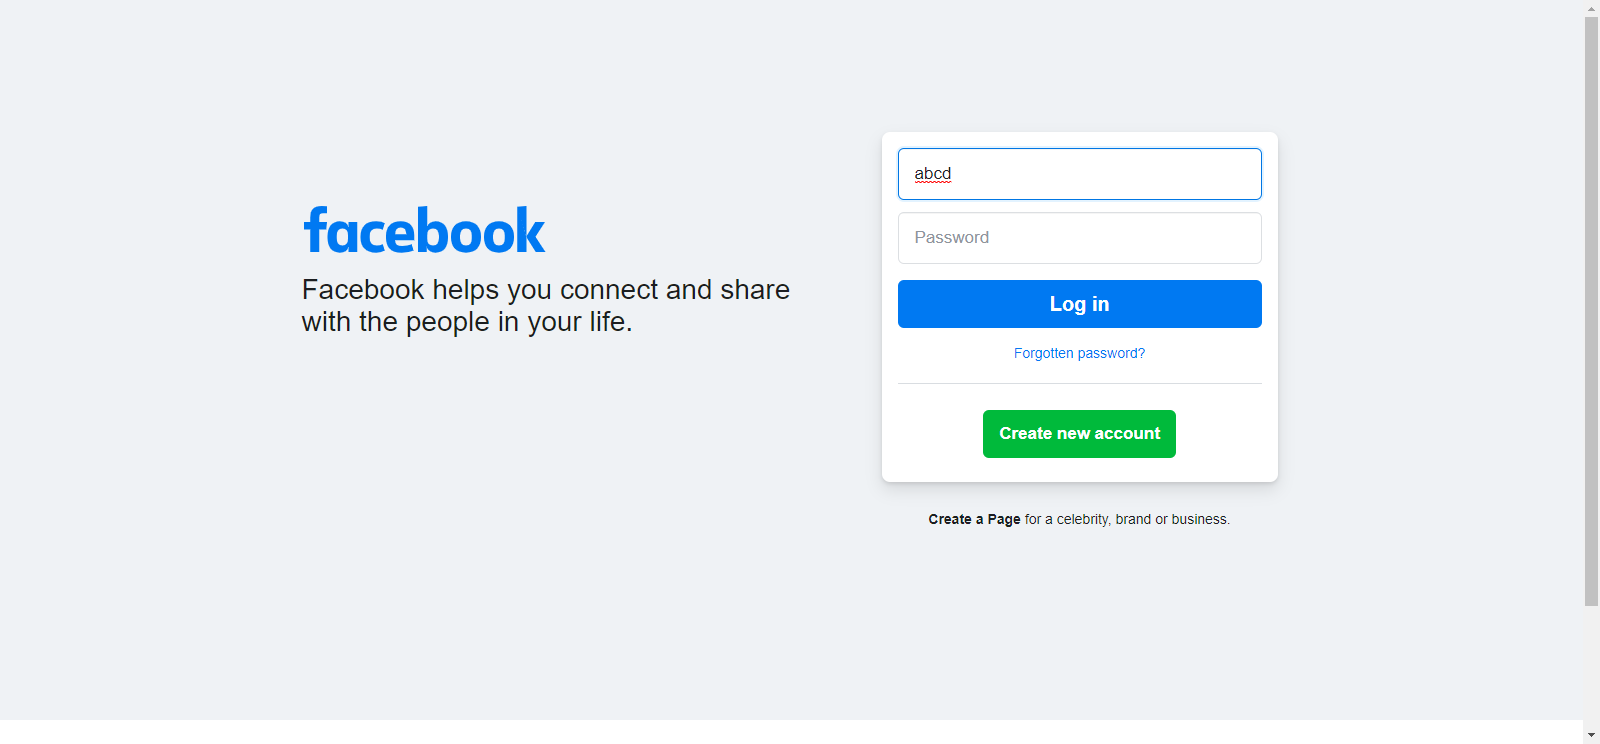 facebook
Facebook helps you connect and share
with the people in your life.
abcd
Password
Log in
Forgotten password?
Create new account
Create a Page for a celebrity, brand or business.